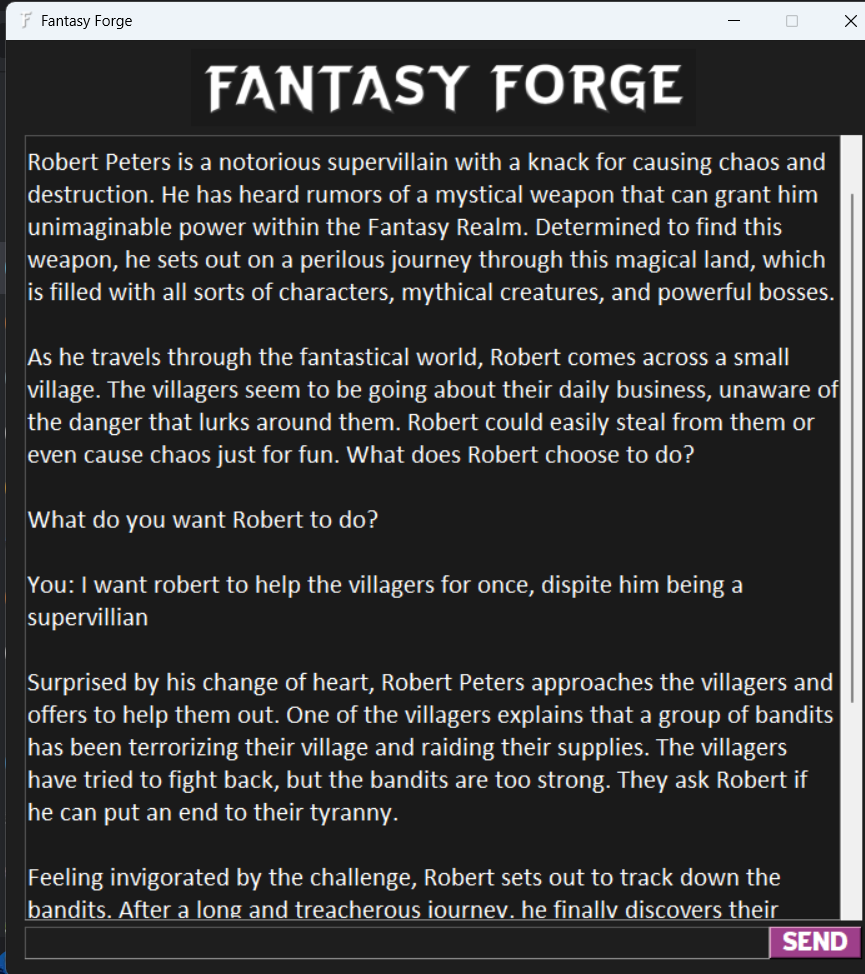 Fantasy Forge
FANTASY FORGE
Robert Peters is a notorious supervillain with a knack for causing chaos and
destruction. He has heard rumors of a mystical weapon that can grant him
unimaginable power within the Fantasy Realm. Determined to find this
weapon, he sets out on a perilous journey through this magical land, which
is filled with all sorts of characters, mythical creatures, and powerful bosses.
As he travels through the fantastical world, Robert comes across a small
village. The villagers seem to be going about their daily business, unaware of
the danger that lurks around them. Robert could easily steal from them or
even cause chaos just for fun. What does Robert choose to do?
What do you want Robert to do?
You: I want robert to help the villagers for once, dispite him being a
supervillian
Surprised by his change of heart, Robert Peters approaches the villagers and
offers to help them out. One of the villagers explains that a group of bandits
has been terrorizing their village and raiding their supplies. The villagers
have tried to fight back, but the bandits are too strong. They ask Robert if
he can put an end to their tyranny.
Feeling invigorated by the challenge, Robert sets out to track down the
bandits. After a long and treacherous journey, he finally discovers their
SEND